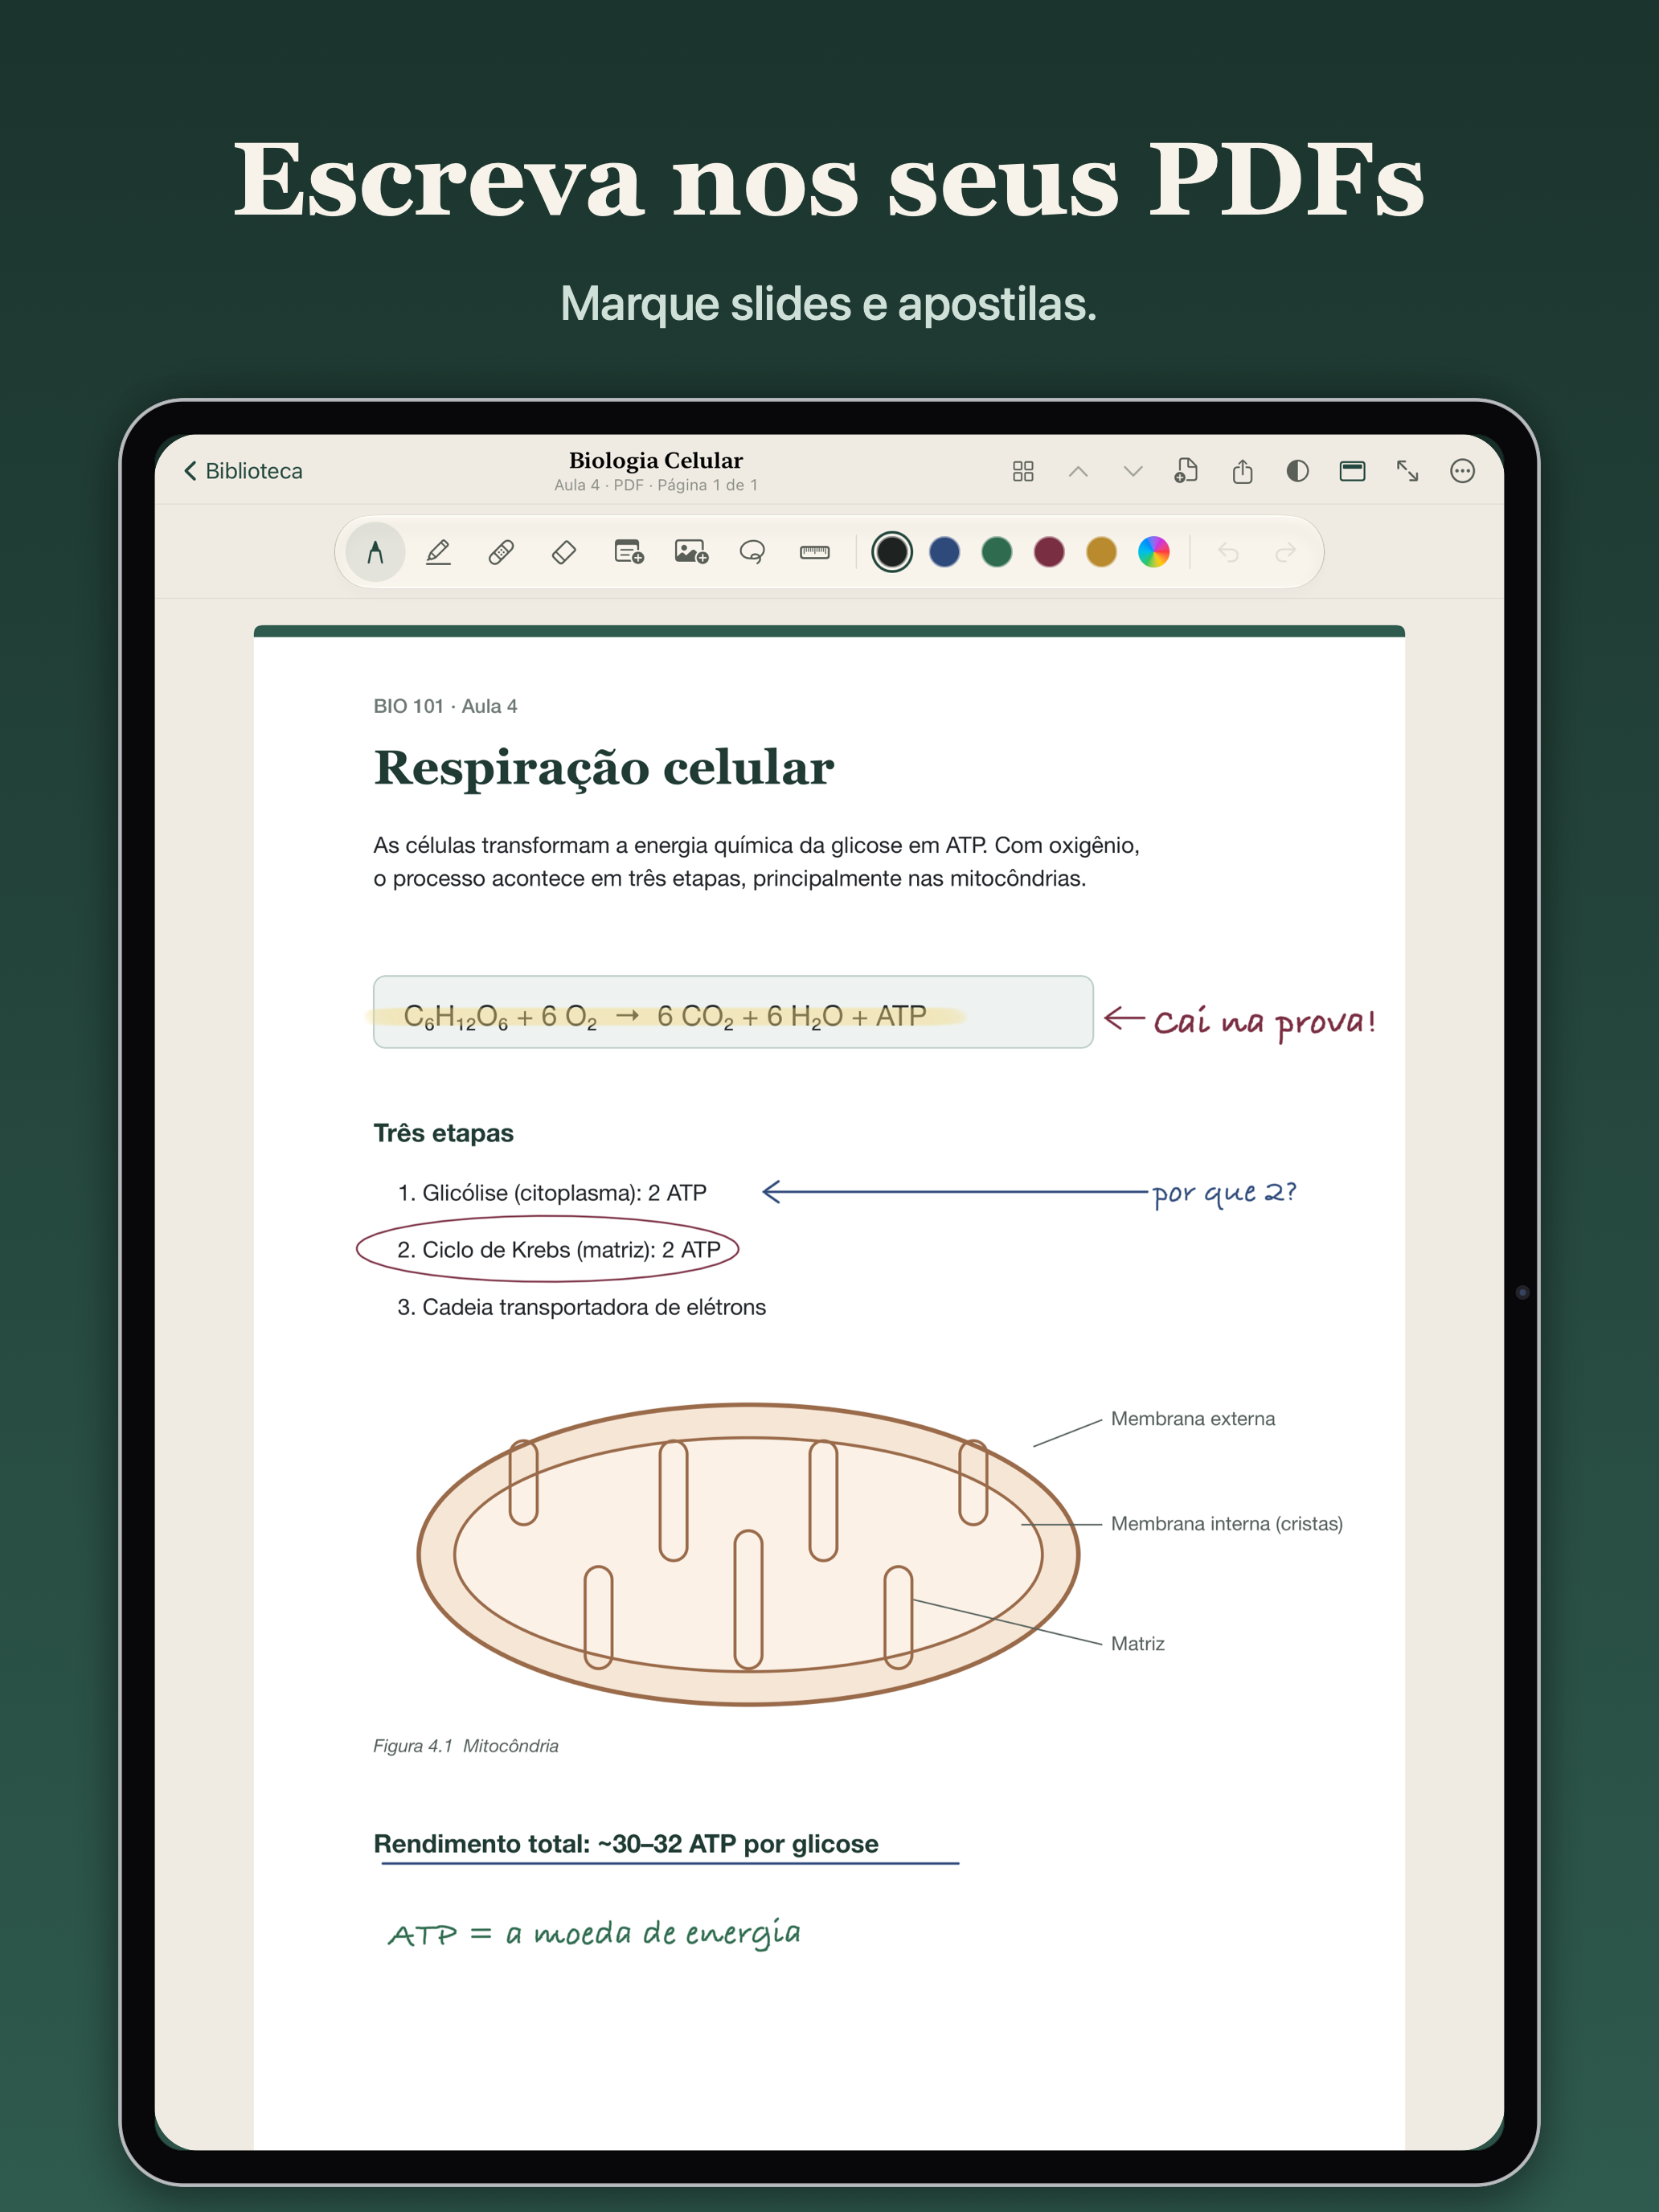 Escreva nos seus PDFs
Marque slides e apostilas.
Biblioteca
Biologia Celular
Aula 4 · PDF · Página 1 de 1
BIO 101 · Aula 4
Respiração celular
As células transformam a energia química da glicose em ATP. Com oxigênio,
o processo acontece em três etapas, principalmente nas mitocôndrias.
C₆H₁₂O₆ + 6 O₂ → 6 CO₂ + 6 H₂O + ATP
← Cai na prova!
Três etapas
1. Glicólise (citoplasma): 2 ATP
por que 2?
2. Ciclo de Krebs (matriz): 2 ATP
3. Cadeia transportadora de elétrons
Membrana externa
Membrana interna (cristas)
Matriz
Figura 4.1 Mitocôndria
Rendimento total: ~30–32 ATP por glicose
ATP = a moeda de energia